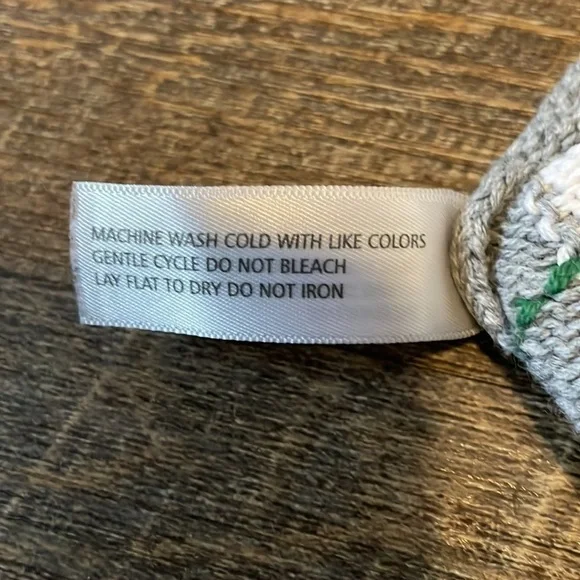 MACHINE WASH COLD WITH LIKE COLORS
GENTLE CYCLE DO NOT BLEACH
LAY FLAT TO DRY DO NOT IRON